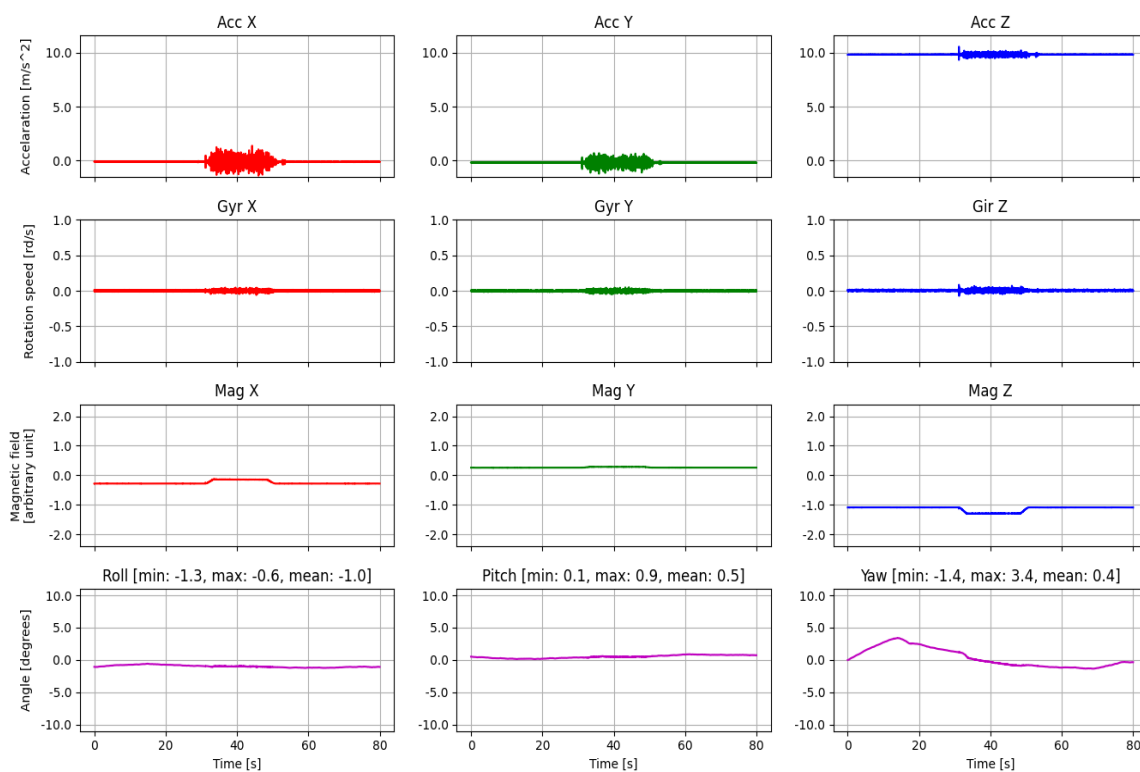 Acc X
Acc Y
Acc Z
Accelaration [m/s^2]
10.0
5.0
0.0
10.0
5.0
0.0
10.0
5.0
0.0
Gyr X
Gyr Y
Gir Z
Rotation speed [rd/s]
1.0
0.5
0.0
-0.5
-1.0
1.0
0.5
0.0
-0.5
-1.0
1.0
0.5
0.0
-0.5
-1.0
Mag X
Mag Y
Mag Z
Magnetic field
[arbitrary unit]
2.0
1.0
0.0
-1.0
-2.0
2.0
1.0
0.0
-1.0
-2.0
2.0
1.0
0.0
-1.0
-2.0
Roll [min: -1.3, max: -0.6, mean: -1.0]
Pitch [min: 0.1, max: 0.9, mean: 0.5]
Yaw [min: -1.4, max: 3.4, mean: 0.4]
Angle [degrees]
10.0
5.0
0.0
-5.0
-10.0
10.0
5.0
0.0
-5.0
-10.0
10.0
5.0
0.0
-5.0
-10.0
0 20 40 60 80
0 20 40 60 80
0 20 40 60 80
Time [s]
Time [s]
Time [s]